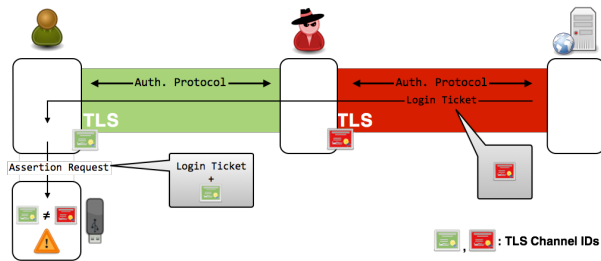 Auth. Protocol
Auth. Protocol
Login Ticket
TLS
TLS
Assertion Request
Login Ticket
+
≠
, : TLS Channel IDs